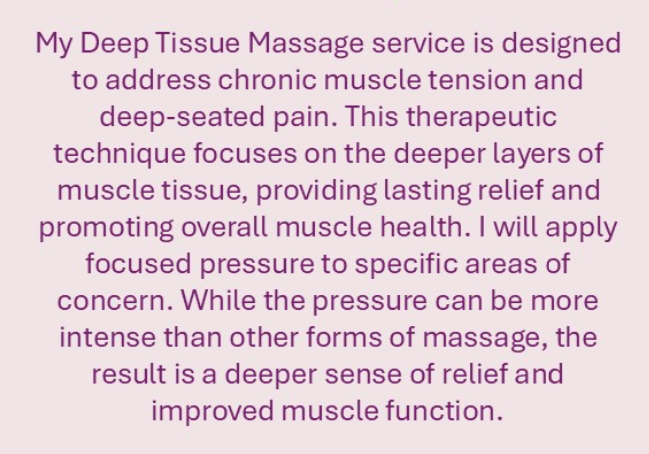 My Deep Tissue Massage service is designed
to address chronic muscle tension and
deep-seated pain. This therapeutic
technique focuses on the deeper layers of
muscle tissue, providing lasting relief and
promoting overall muscle health. I will apply
focused pressure to specific areas of
concern. While the pressure can be more
intense than other forms of massage, the
result is a deeper sense of relief and
improved muscle function.